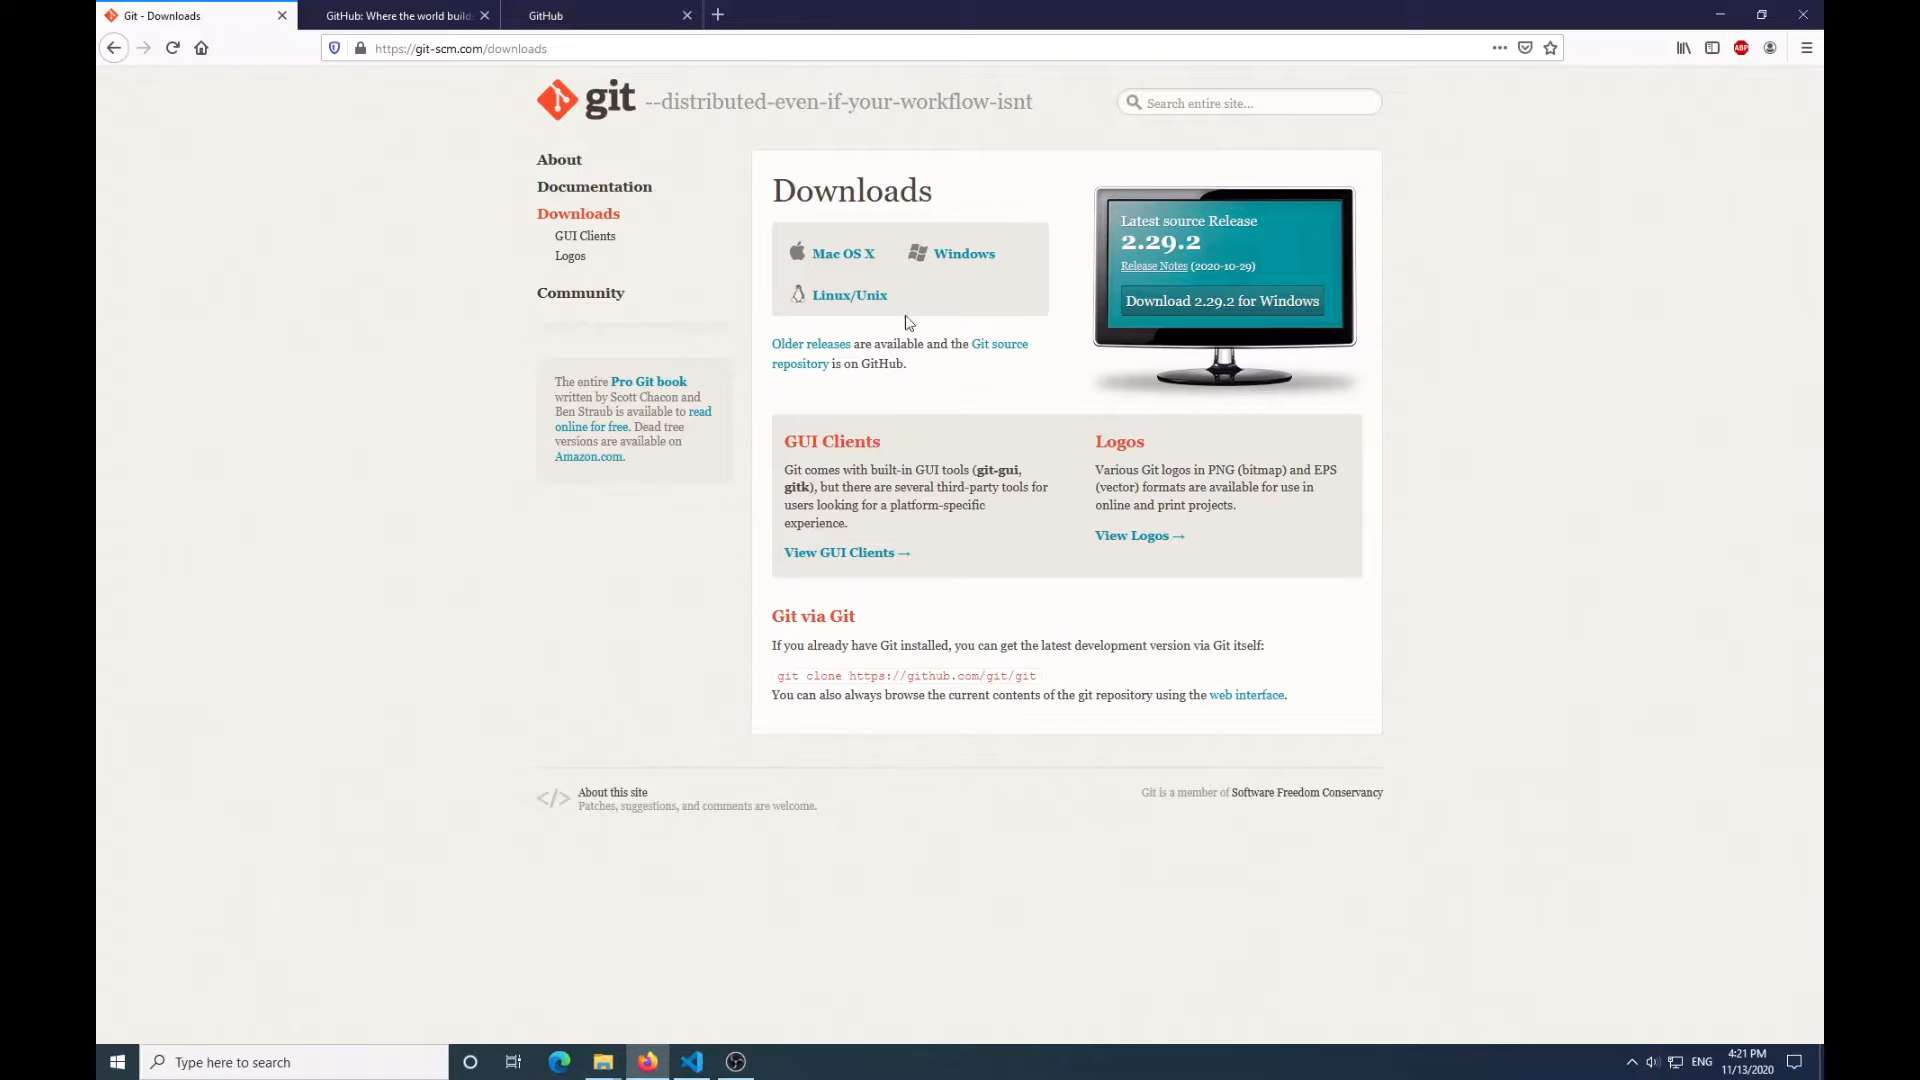 Git - Downloads
GitHub: Where the world build
GitHub
https://git-scm.com/downloads
ABP
git --distributed-even-if-your-workflow-isnt
Search entire site...
About
Documentation
Downloads
GUI Clients
Logos
Community
The entire Pro Git book
written by Scott Chacon and
Ben Straub is available to read
online for free. Dead tree
versions are available on
Amazon.com.
Downloads
Mac OS X
Windows
Linux/Unix
Older releases are available and the Git source
repository is on GitHub.
Latest source Release
2.29.2
Release Notes (2020-10-29)
Download 2.29.2 for Windows
GUI Clients
Git comes with built-in GUI tools (git-gui,
gitk), but there are several third-party tools for
users looking for a platform-specific
experience.
View GUI Clients →
Logos
Various Git logos in PNG (bitmap) and EPS
(vector) formats are available for use in
online and print projects.
View Logos →
Git via Git
If you already have Git installed, you can get the latest development version via Git itself:
git clone https://github.com/git/git
You can also always browse the current contents of the git repository using the web interface.
</> About this site
Patches, suggestions, and comments are welcome.
Git is a member of Software Freedom Conservancy
Type here to search
ENG
4:21 PM
11/13/2020